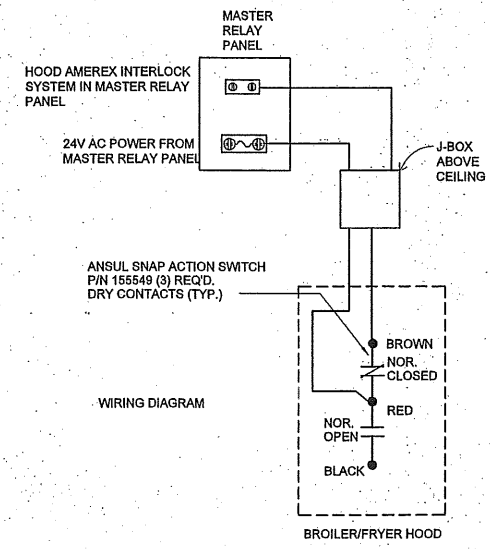 MASTER
RELAY
PANEL
HOOD AMEREX INTERLOCK
SYSTEM IN MASTER RELAY
PANEL
24V AC POWER FROM
MASTER RELAY PANEL
J-BOX
ABOVE
CEILING
ANSUL SNAP ACTION SWITCH
P/N 155549 (3) REQ'D.
DRY CONTACTS (TYP.)
BROWN
NOR.
CLOSED
WIRING DIAGRAM
RED
NOR.
OPEN
BLACK
BROILER/FRYER HOOD